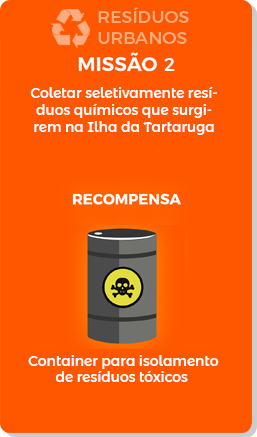 RESÍDUOS
URBANOS
MISSÃO 2
Coletar seletivamente resí-
duos químicos que surgi-
rem na Ilha da Tartaruga
RECOMPENSA
Container para isolamento
de resíduos tóxicos